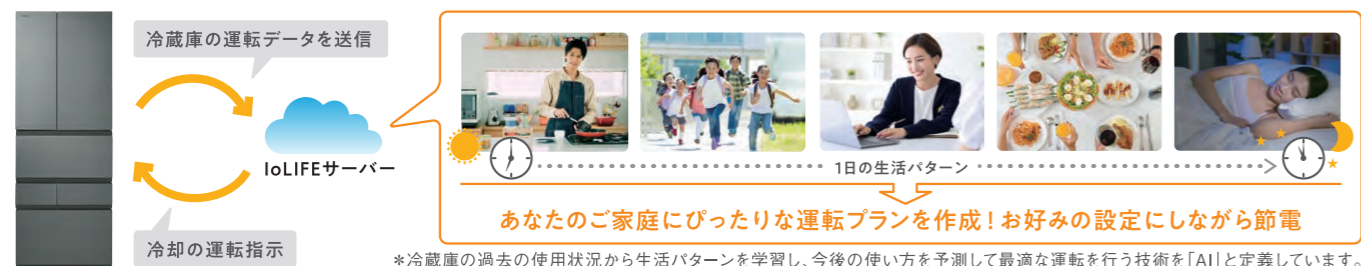 冷蔵庫の運転データを送信
IoLIFEサーバー
冷却の運転指示
1日の生活パターン
あなたのご家庭にぴったりな運転プランを作成!お好みの設定にしながら節電
*冷蔵庫の過去の使用状況から生活パターンを学習し、今後の使い方を予測して最適な運転を行う技術を「AI」と定義しています。